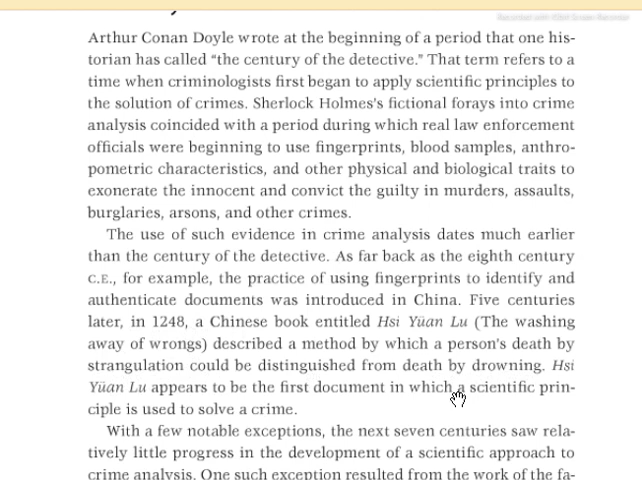 Recorded with iTop Screen Recorder
Arthur Conan Doyle wrote at the beginning of a period that one his-
torian has called “the century of the detective.” That term refers to a
time when criminologists first began to apply scientific principles to
the solution of crimes. Sherlock Holmes’s fictional forays into crime
analysis coincided with a period during which real law enforcement
officials were beginning to use fingerprints, blood samples, anthro-
pometric characteristics, and other physical and biological traits to
exonerate the innocent and convict the guilty in murders, assaults,
burglaries, arsons, and other crimes.
The use of such evidence in crime analysis dates much earlier
than the century of the detective. As far back as the eighth century
C.E., for example, the practice of using fingerprints to identify and
authenticate documents was introduced in China. Five centuries
later, in 1248, a Chinese book entitled Hsi Yüan Lu (The washing
away of wrongs) described a method by which a person’s death by
strangulation could be distinguished from death by drowning. Hsi
Yüan Lu appears to be the first document in which a scientific prin-
ciple is used to solve a crime.
With a few notable exceptions, the next seven centuries saw rela-
tively little progress in the development of a scientific approach to
crime analysis. One such exception resulted from the work of the fa-